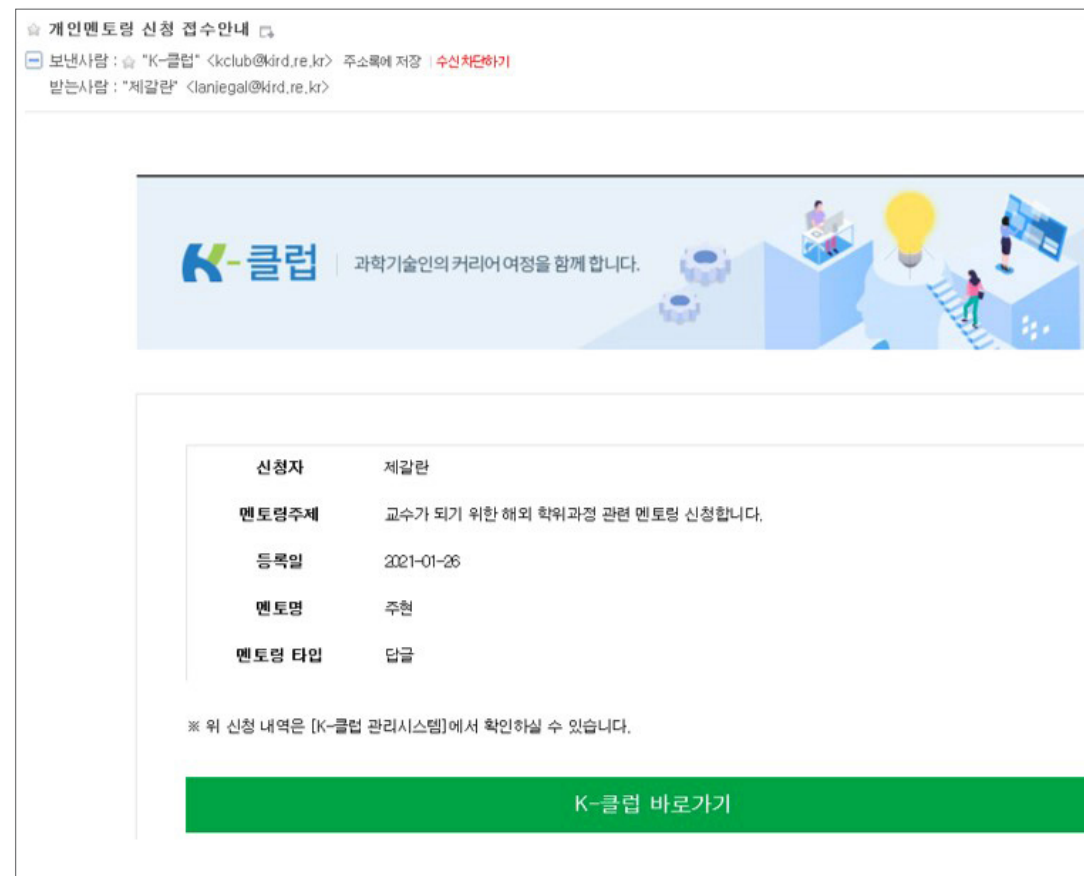 개인멘토링 신청 접수안내
보낸사람 : "K-클럽" <kclub@kird.re.kr> 주소록에 저장 | 수신차단하기
받는사람 : "제갈란" <laniegal@kird.re.kr>
K-클럽 | 과학기술인의 커리어 여정을 함께 합니다.
신청자 제갈란
멘토링주제 교수가 되기 위한 해외 학위과정 관련 멘토링 신청합니다.
등록일 2021-01-26
멘토명 주현
멘토링 타입 답글
※ 위 신청 내역은 [K-클럽 관리시스템]에서 확인하실 수 있습니다.
K-클럽 바로가기